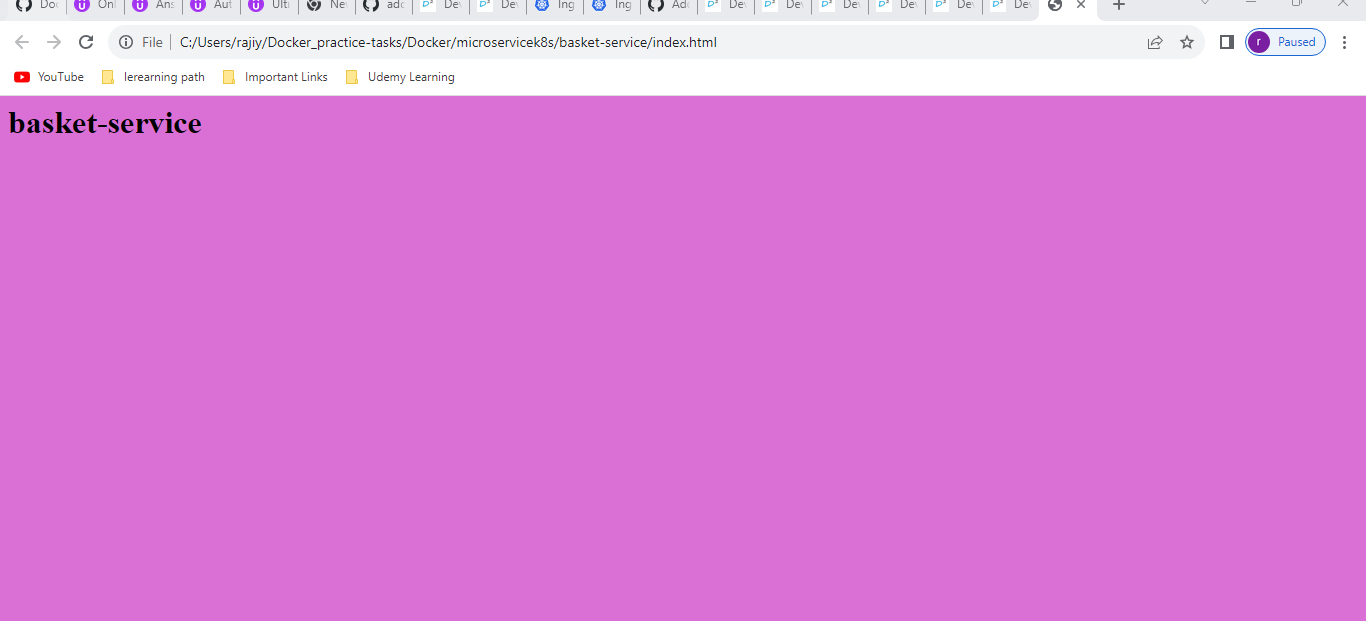 Doc Onl Ans Aut Ulti Nev adc Dev Dev Ing Ing Adc Dev Dev Dev Dev Dev Dev
File C:/Users/rajiy/Docker_practice-tasks/Docker/microservicek8s/basket-service/index.html r Paused
YouTube lerearning path Important Links Udemy Learning
basket-service